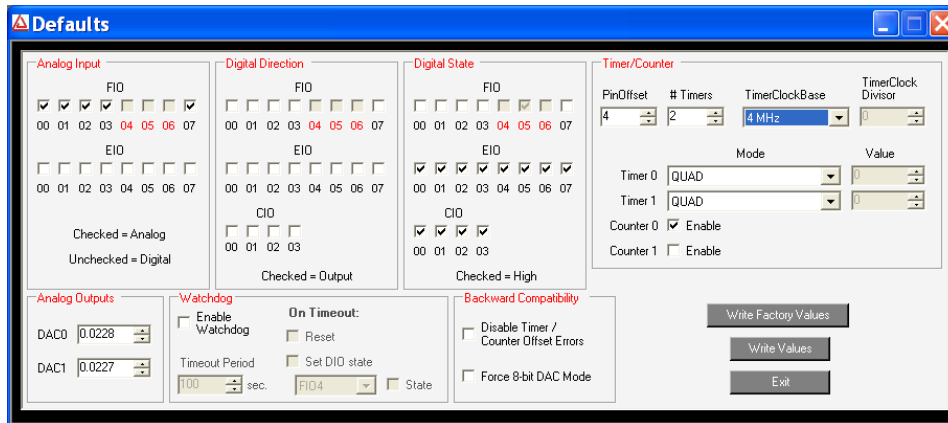 Defaults
Analog Input
FIO
00 01 02 03 04 05 06 07
EIO
00 01 02 03 04 05 06 07
Checked = Analog
Unchecked = Digital
Digital Direction
FIO
00 01 02 03 04 05 06 07
EIO
00 01 02 03 04 05 06 07
CIO
00 01 02 03
Checked = Output
Digital State
FIO
00 01 02 03 04 05 06 07
EIO
00 01 02 03 04 05 06 07
CIO
00 01 02 03
Checked = High
Timer/Counter
PinOffset # Timers TimerClockBase TimerClock
Divisor
4 2 4 MHz 0
Mode Value
Timer 0 QUAD 0
Timer 1 QUAD 0
Counter 0 Enable
Counter 1 Enable
Analog Outputs
DAC0 0.0228
DAC1 0.0227
Watchdog
Enable
Watchdog
On Timeout:
Reset
Timeout Period
Set DIO state
100 sec. FIO4 State
Backward Compatibility
Disable Timer /
Counter Offset Errors
Force 8-bit DAC Mode
Write Factory Values
Write Values
Exit